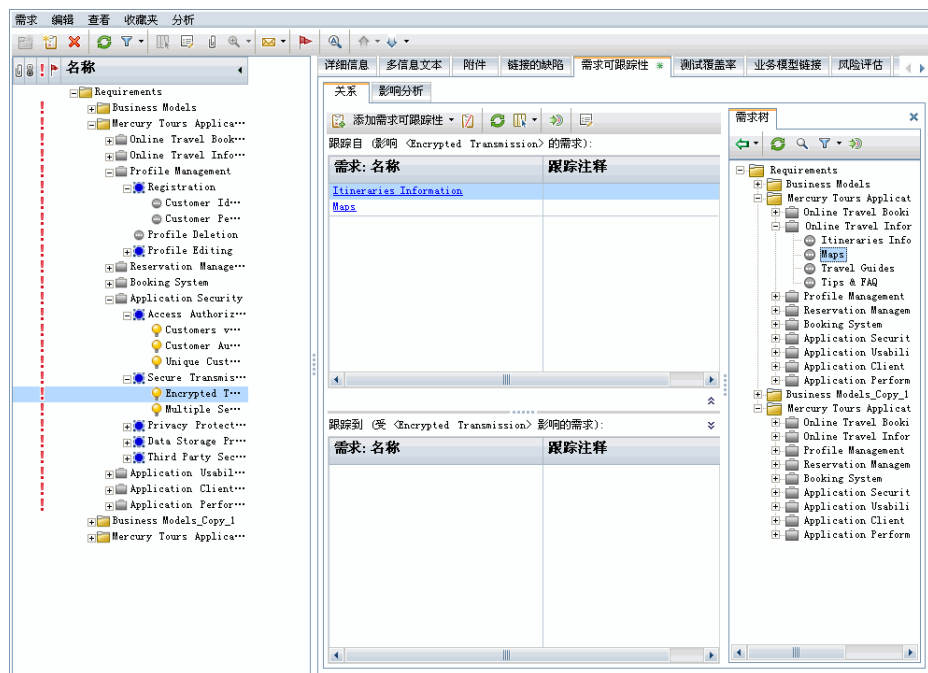 需求 编辑 查看 收藏夹 分析
名称
Requirements
Business Models
Mercury Tours Applica...
Online Travel Book...
Online Travel Info...
Profile Management
Registration
Customer Id...
Customer Pe...
Profile Deletion
Profile Editing
Reservation Manage...
Booking System
Application Security
Access Authoriz...
Customers v...
Customer Au...
Unique Cust...
Secure Transmis...
Encrypted T...
Multiple Se...
Privacy Protect...
Data Storage Pr...
Third Party Sec...
Application Usabil...
Application Client...
Application Perfor...
Business Models_Copy_1
Mercury Tours Applica...
详细信息 多信息文本 附件 链接的缺陷 需求可跟踪性 * 测试覆盖率 业务模型链接 风险评估
关系 影响分析
添加需求可跟踪性
跟踪自 (影响 <Encrypted Transmission> 的需求):
需求: 名称 跟踪注释
Itineraries Information
Maps
跟踪到 (受 <Encrypted Transmission> 影响的需求):
需求: 名称 跟踪注释
需求树
Requirements
Business Models
Mercury Tours Applicat
Online Travel Booki
Online Travel Infor
Itineraries Info
Maps
Travel Guides
Tips & FAQ
Profile Management
Reservation Managem
Booking System
Application Securit
Application Usabili
Application Client
Application Perform
Business Models_Copy_1
Mercury Tours Applicat
Online Travel Booki
Online Travel Infor
Profile Management
Reservation Managem
Booking System
Application Securit
Application Usabili
Application Client
Application Perform